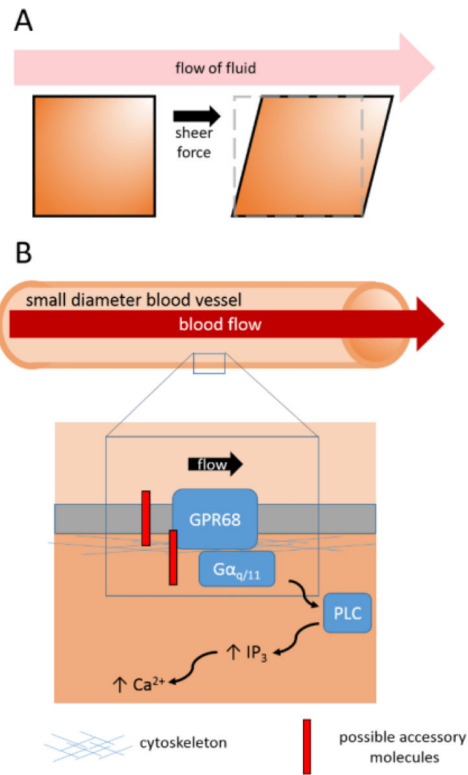 A
flow of fluid
sheer
force
B
small diameter blood vessel
blood flow
flow
GPR68
Gαq/11
PLC
↑ IP3
↑ Ca2+
cytoskeleton
possible accessory
molecules